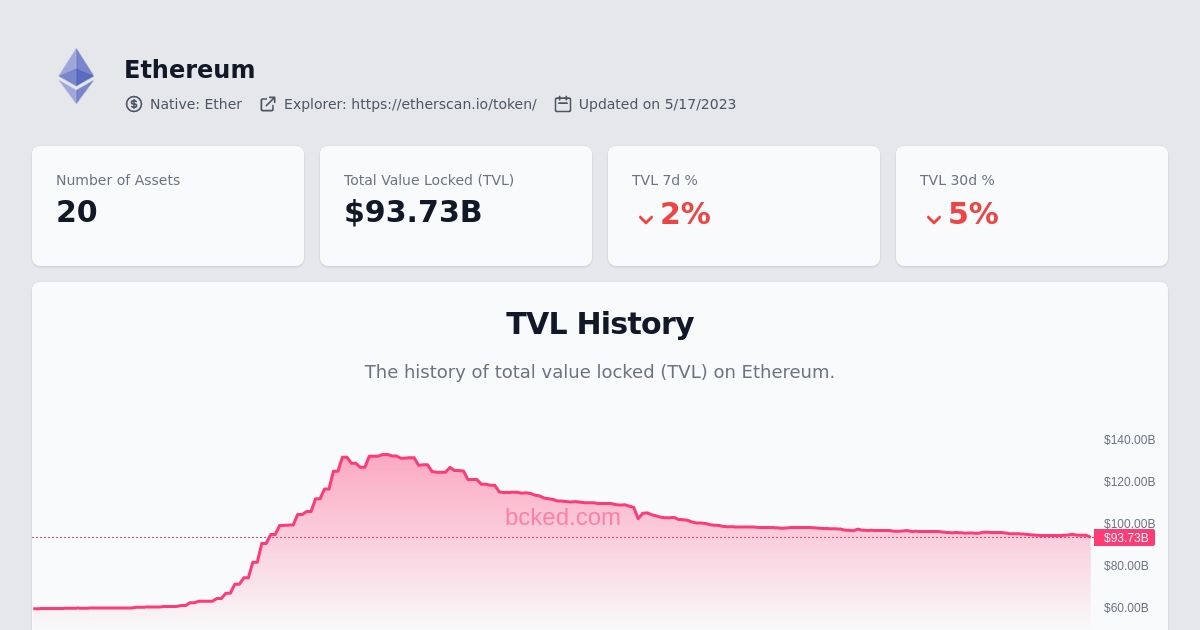 Ethereum
Native: Ether Explorer: https://etherscan.io/token/ Updated on 5/17/2023
Number of Assets
20
Total Value Locked (TVL)
$93.73B
TVL 7d %
2%
TVL 30d %
5%
TVL History
The history of total value locked (TVL) on Ethereum.
$140.00B
$120.00B
bcked.com
$100.00B
$93.73B
$80.00B
$60.00B